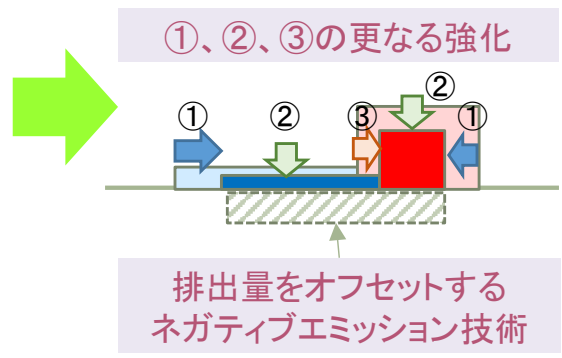 ①、②、③の更なる強化
①
②
③
②
①
排出量をオフセットする
ネガティブエミッション技術